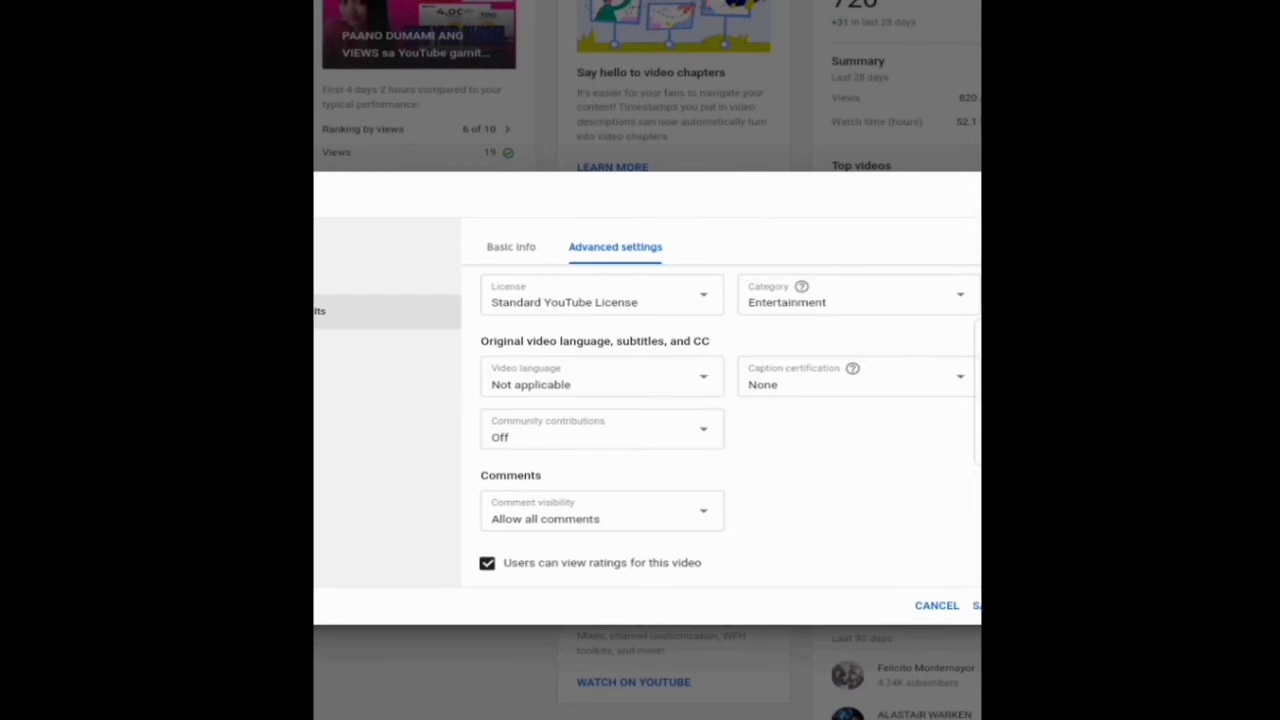 4.0C
PAANO DUMAMI ANG
VIEWS sa YouTube gamit...
First 4 days 2 hours compared to your
typical performance:
Ranking by views 6 of 10
Views 19
Say hello to video chapters
It's easier for your fans to navigate your
content! Timestamps you put in video
descriptions can now automatically turn
into video chapters
LEARN MORE
720
+31 in last 28 days
Summary
Last 28 days
Views 820
Watch time (hours) 52.1
Top videos
lts
Basic info Advanced settings
License
Standard YouTube License
Category
Entertainment
Original video language, subtitles, and CC
Video language
Not applicable
Caption certification
None
Community contributions
Off
Comments
Comment visibility
Allow all comments
Users can view ratings for this video
CANCEL SA
Mixes, channel customization, WFH
toolkits, and more!
WATCH ON YOUTUBE
Last 90 days
Felicito Montemayor
4.74K subscribers
ALASTAIR WARKEN